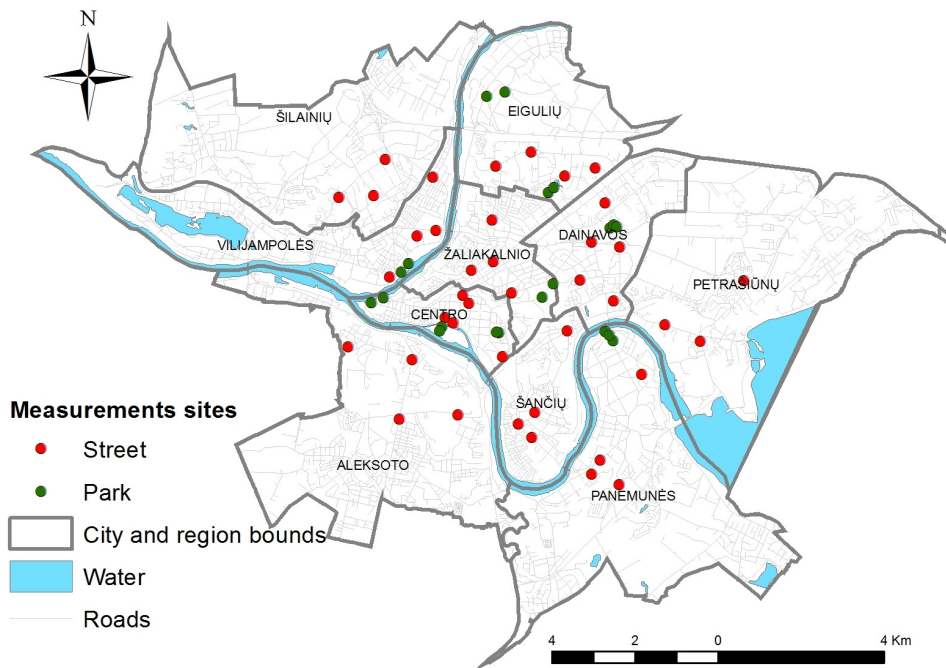 N
EIGULIŲ
ŠILAINIŲ
DAINAVOS
VILIJAMPOLĖS
ŽALIAKALNIO
PETRAŠIŪNŲ
CENTRO
ŠANČIŲ
ALEKSOTO
PANEMUNĖS
Measurements sites
Street
Park
City and region bounds
Water
Roads
4 2 0 4 Km